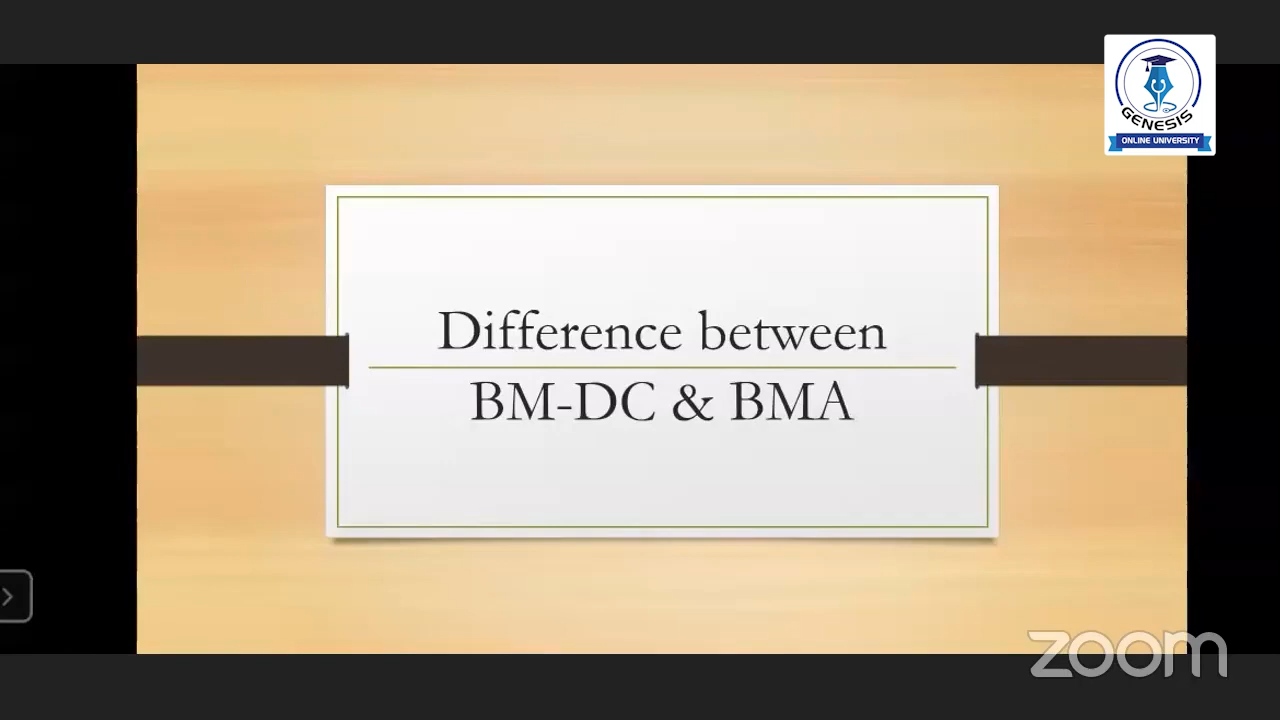 GENESIS
ONLINE UNIVERSITY
Difference between
BM-DC & BMA
zoom